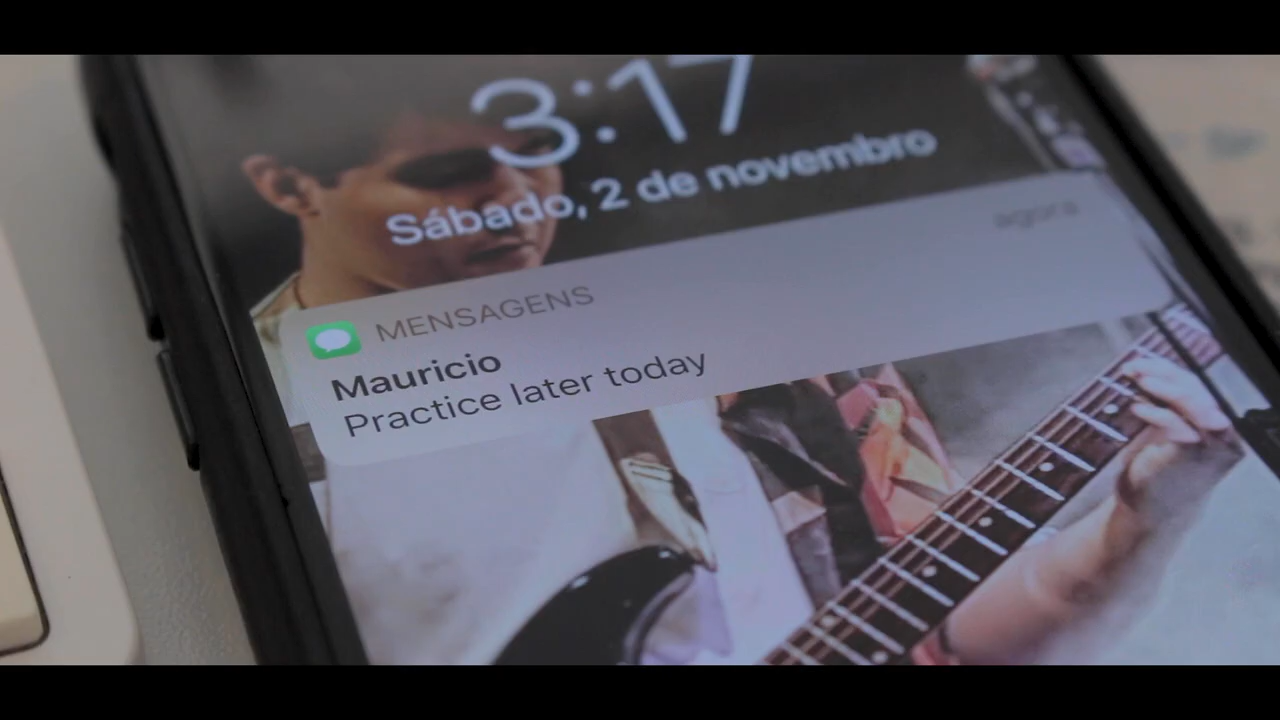 3:17
Sábado, 2 de novembro
agora
MENSAGENS
Mauricio
Practice later today